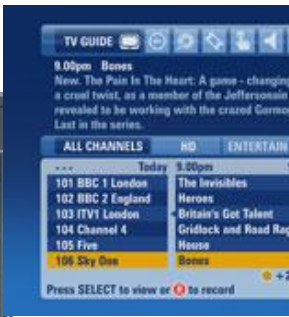 TV GUIDE
9.00pm Bones
New. The Pain In The Heart: A game - changing
a cruel twist, as a member of the Jeffersonain
revealed to be working with the crazed Gormo
Last in the series.
ALL CHANNELS HD ENTERTAIN
--- Today 9.00pm
101 BBC 1 London The Invisibles
102 BBC 2 England Heroes
103 ITV1 London Britain's Got Talent
104 Channel 4 Gridlock and Road Rag
105 Five House
106 Sky One Bones
+2
Press SELECT to view or R to record